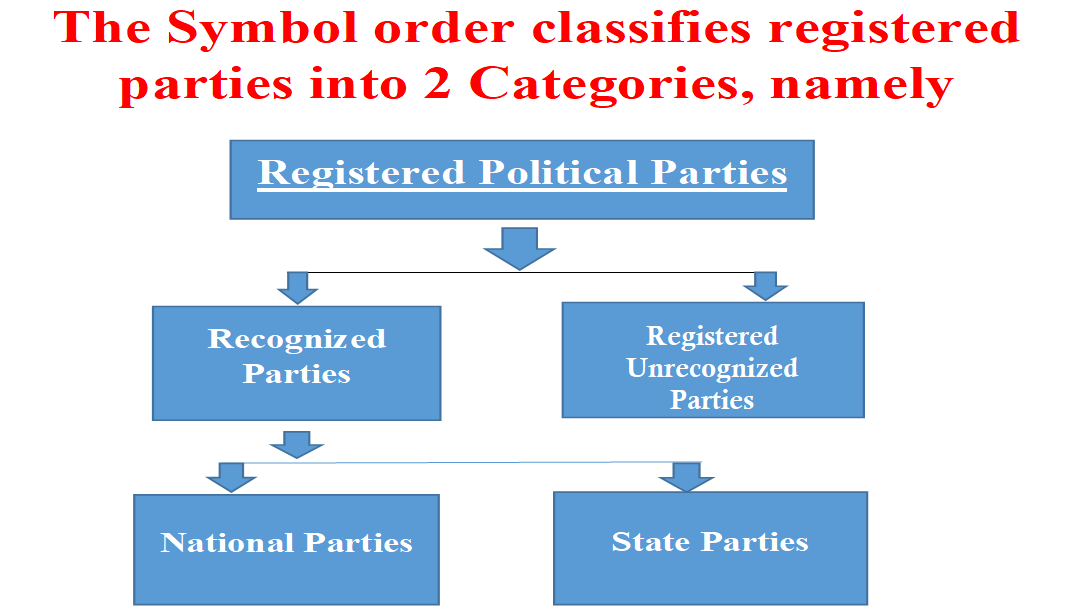 The Symbol order classifies registered
parties into 2 Categories, namely
Registered Political Parties
Recognized
Parties
Registered
Unrecognized
Parties
National Parties
State Parties